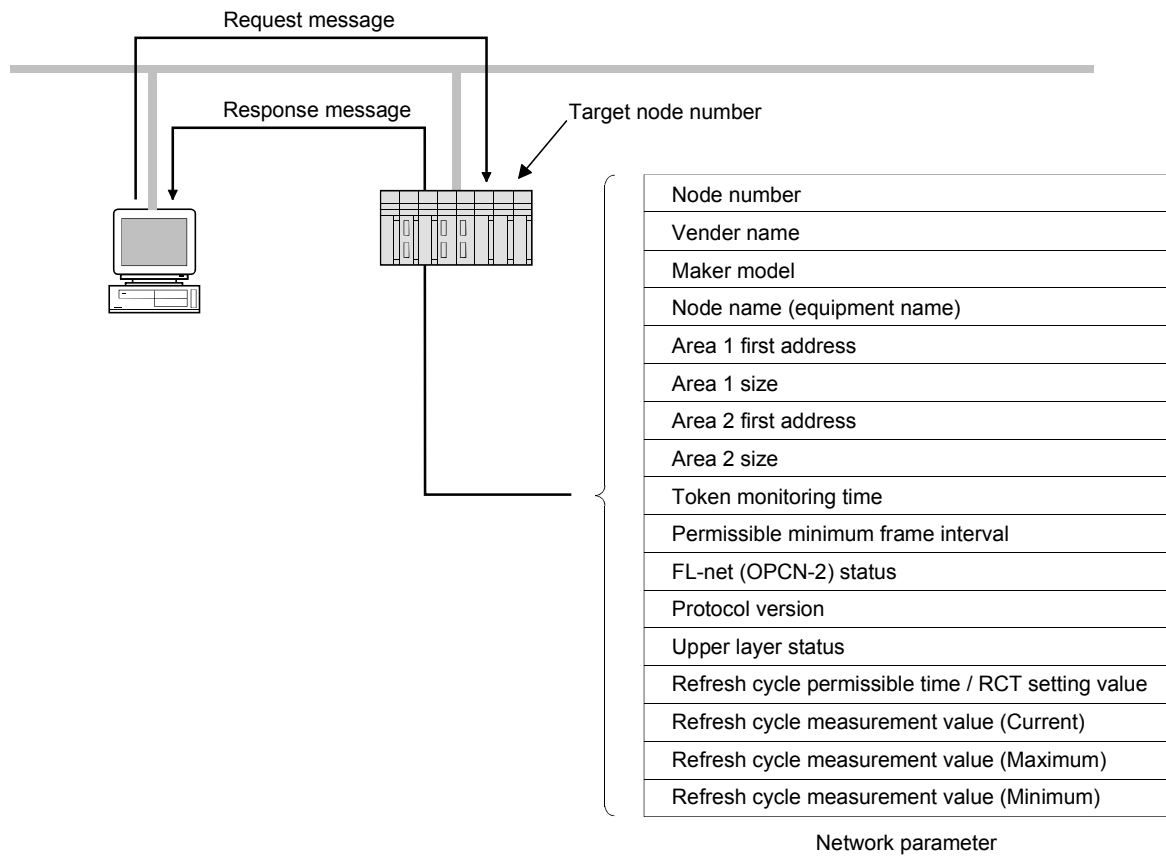 Request message
Response message
Target node number
Node number
Vender name
Maker model
Node name (equipment name)
Area 1 first address
Area 1 size
Area 2 first address
Area 2 size
Token monitoring time
Permissible minimum frame interval
FL-net (OPCN-2) status
Protocol version
Upper layer status
Refresh cycle permissible time / RCT setting value
Refresh cycle measurement value (Current)
Refresh cycle measurement value (Maximum)
Refresh cycle measurement value (Minimum)
Network parameter